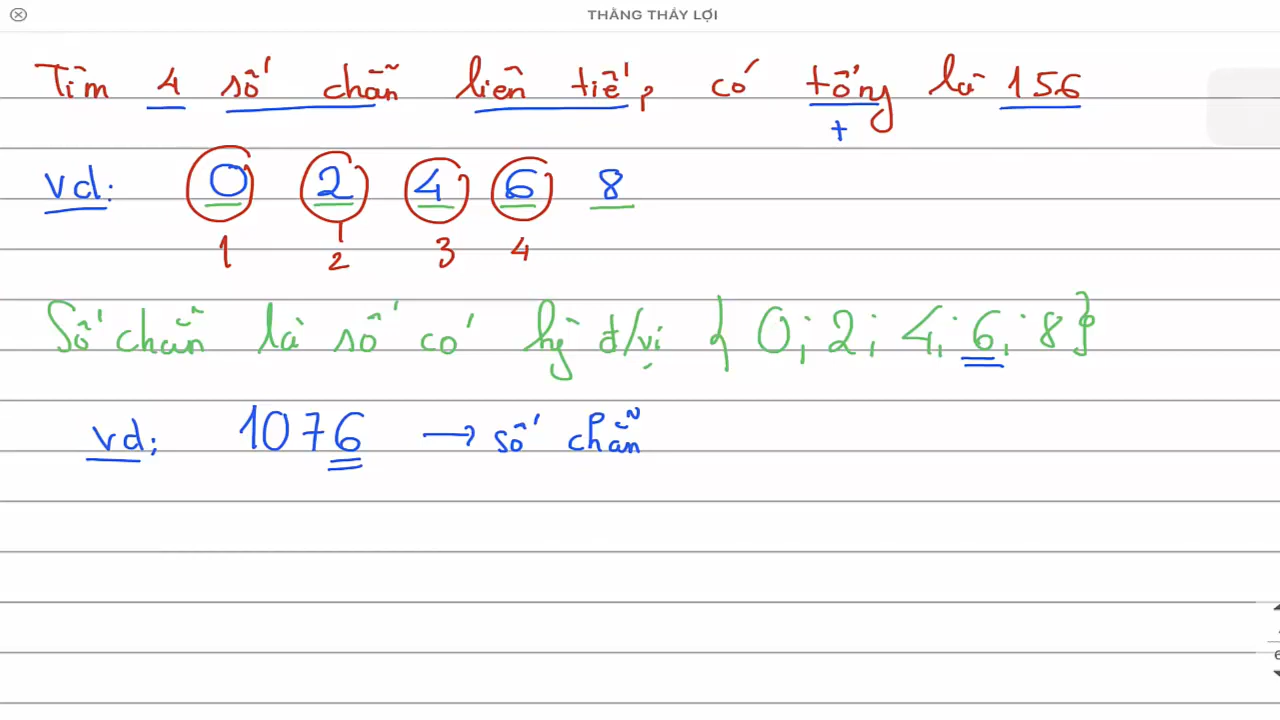 THẰNG THẦY LỢI
Tìm 4 số chẵn liên tiếp có tổng là 156
+
vd: 0 2 4 6 8
1 2 3 4
Số chẵn là số có hg đ/vị { 0; 2; 4; 6; 8}
vd: 1076 → số chẵn